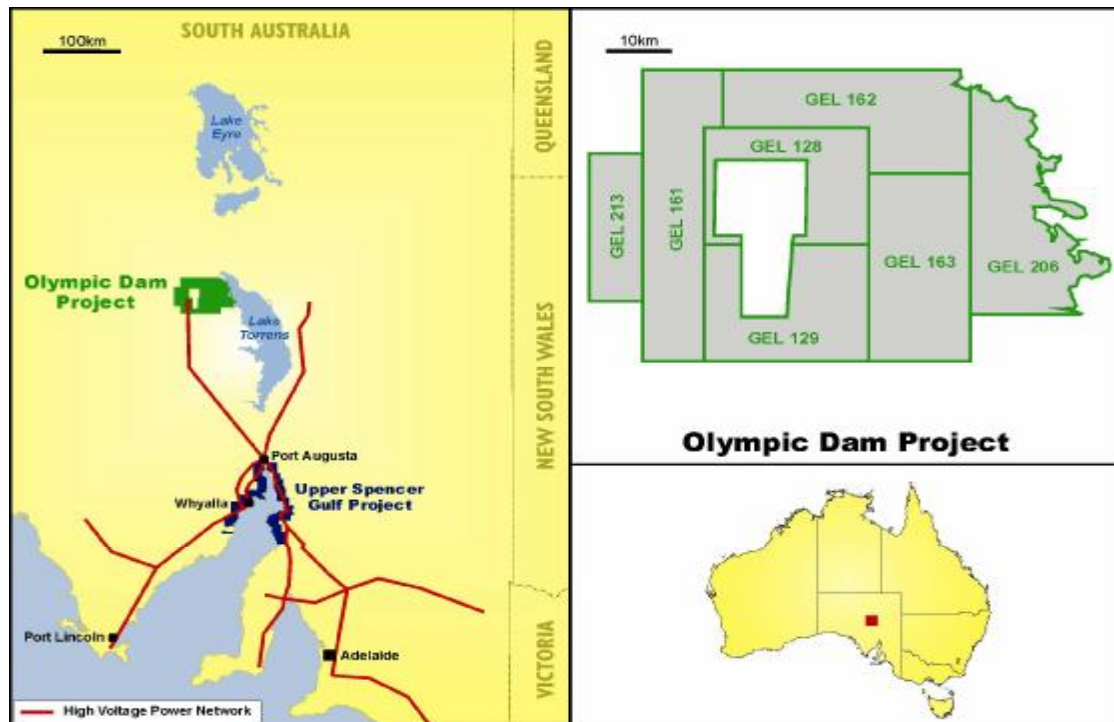 100km
SOUTH AUSTRALIA
QUEENSLAND
Lake
Eyre
Olympic Dam
Project
Lake
Torrens
NEW SOUTH WALES
Port Augusta
Whyalla
Upper Spencer
Gulf Project
Port Lincoln
Adelaide
VICTORIA
High Voltage Power Network
10km
GEL 162
GEL 128
GEL 213
GEL 161
GEL 163
GEL 206
GEL 129
Olympic Dam Project